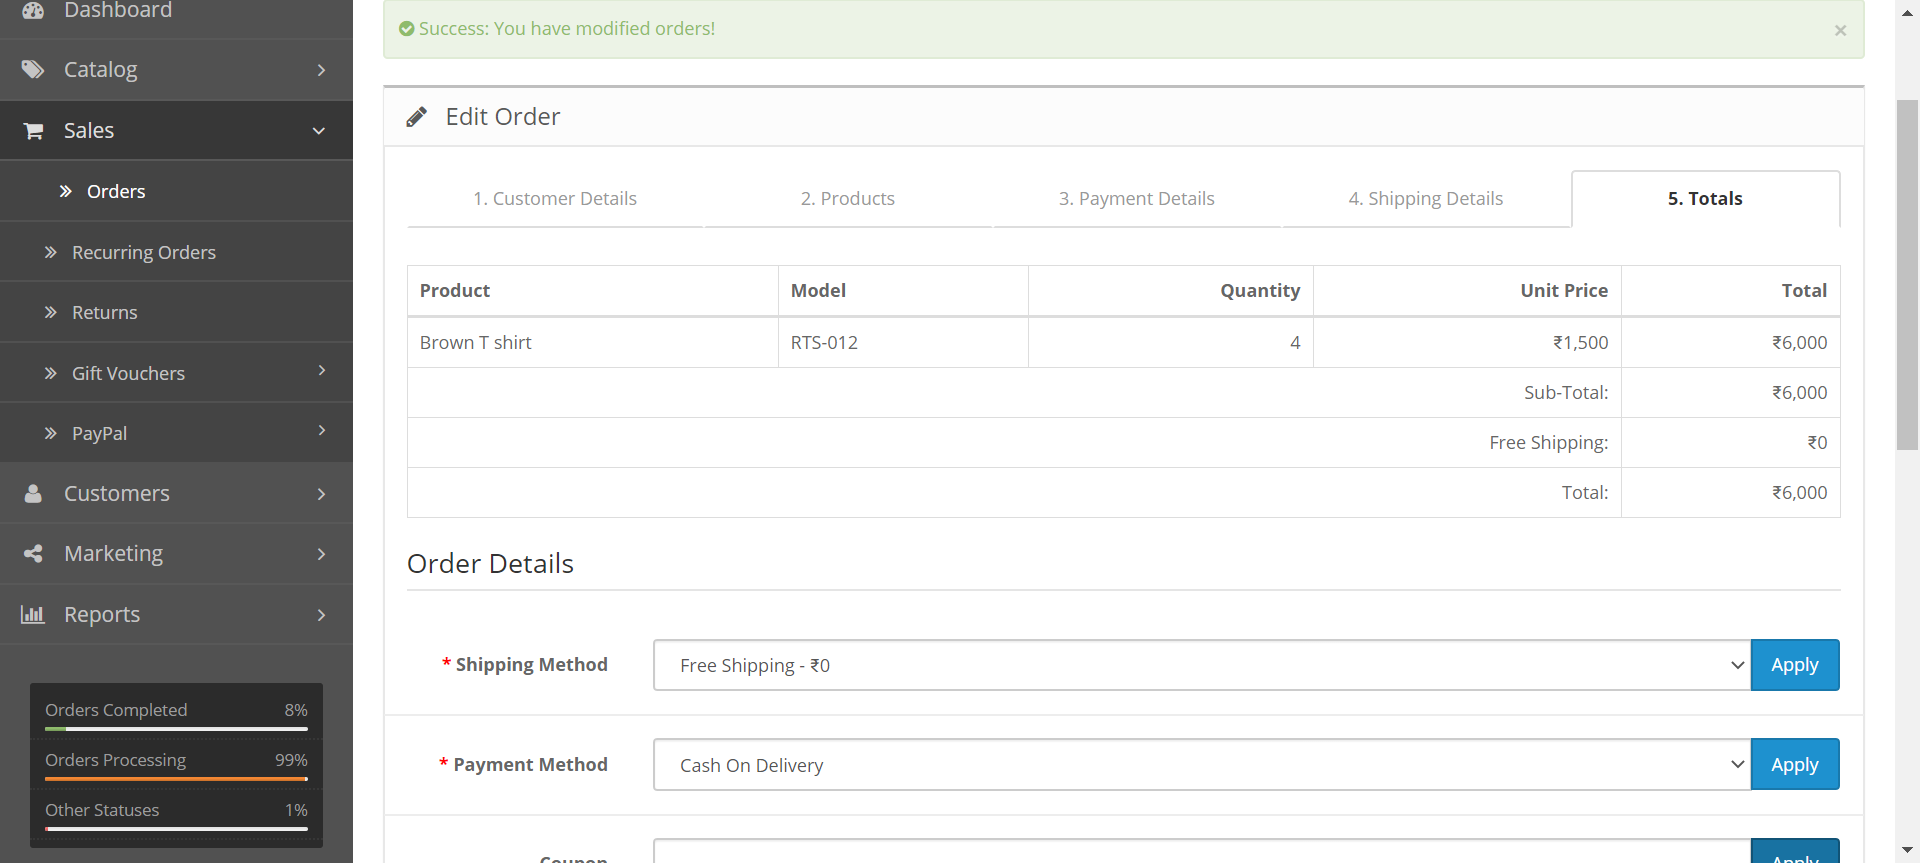 Dashboard
Catalog
Sales
Orders
Recurring Orders
Returns
Gift Vouchers
PayPal
Customers
Marketing
Reports
Orders Completed 8%
Orders Processing 99%
Other Statuses 1%
Success: You have modified orders! ×
Edit Order
1. Customer Details 2. Products 3. Payment Details 4. Shipping Details 5. Totals
Product Model Quantity Unit Price Total
Brown T shirt RTS-012 4 ₹1,500 ₹6,000
Sub-Total: ₹6,000
Free Shipping: ₹0
Total: ₹6,000
Order Details
* Shipping Method Free Shipping - ₹0 Apply
* Payment Method Cash On Delivery Apply
Coupon Apply